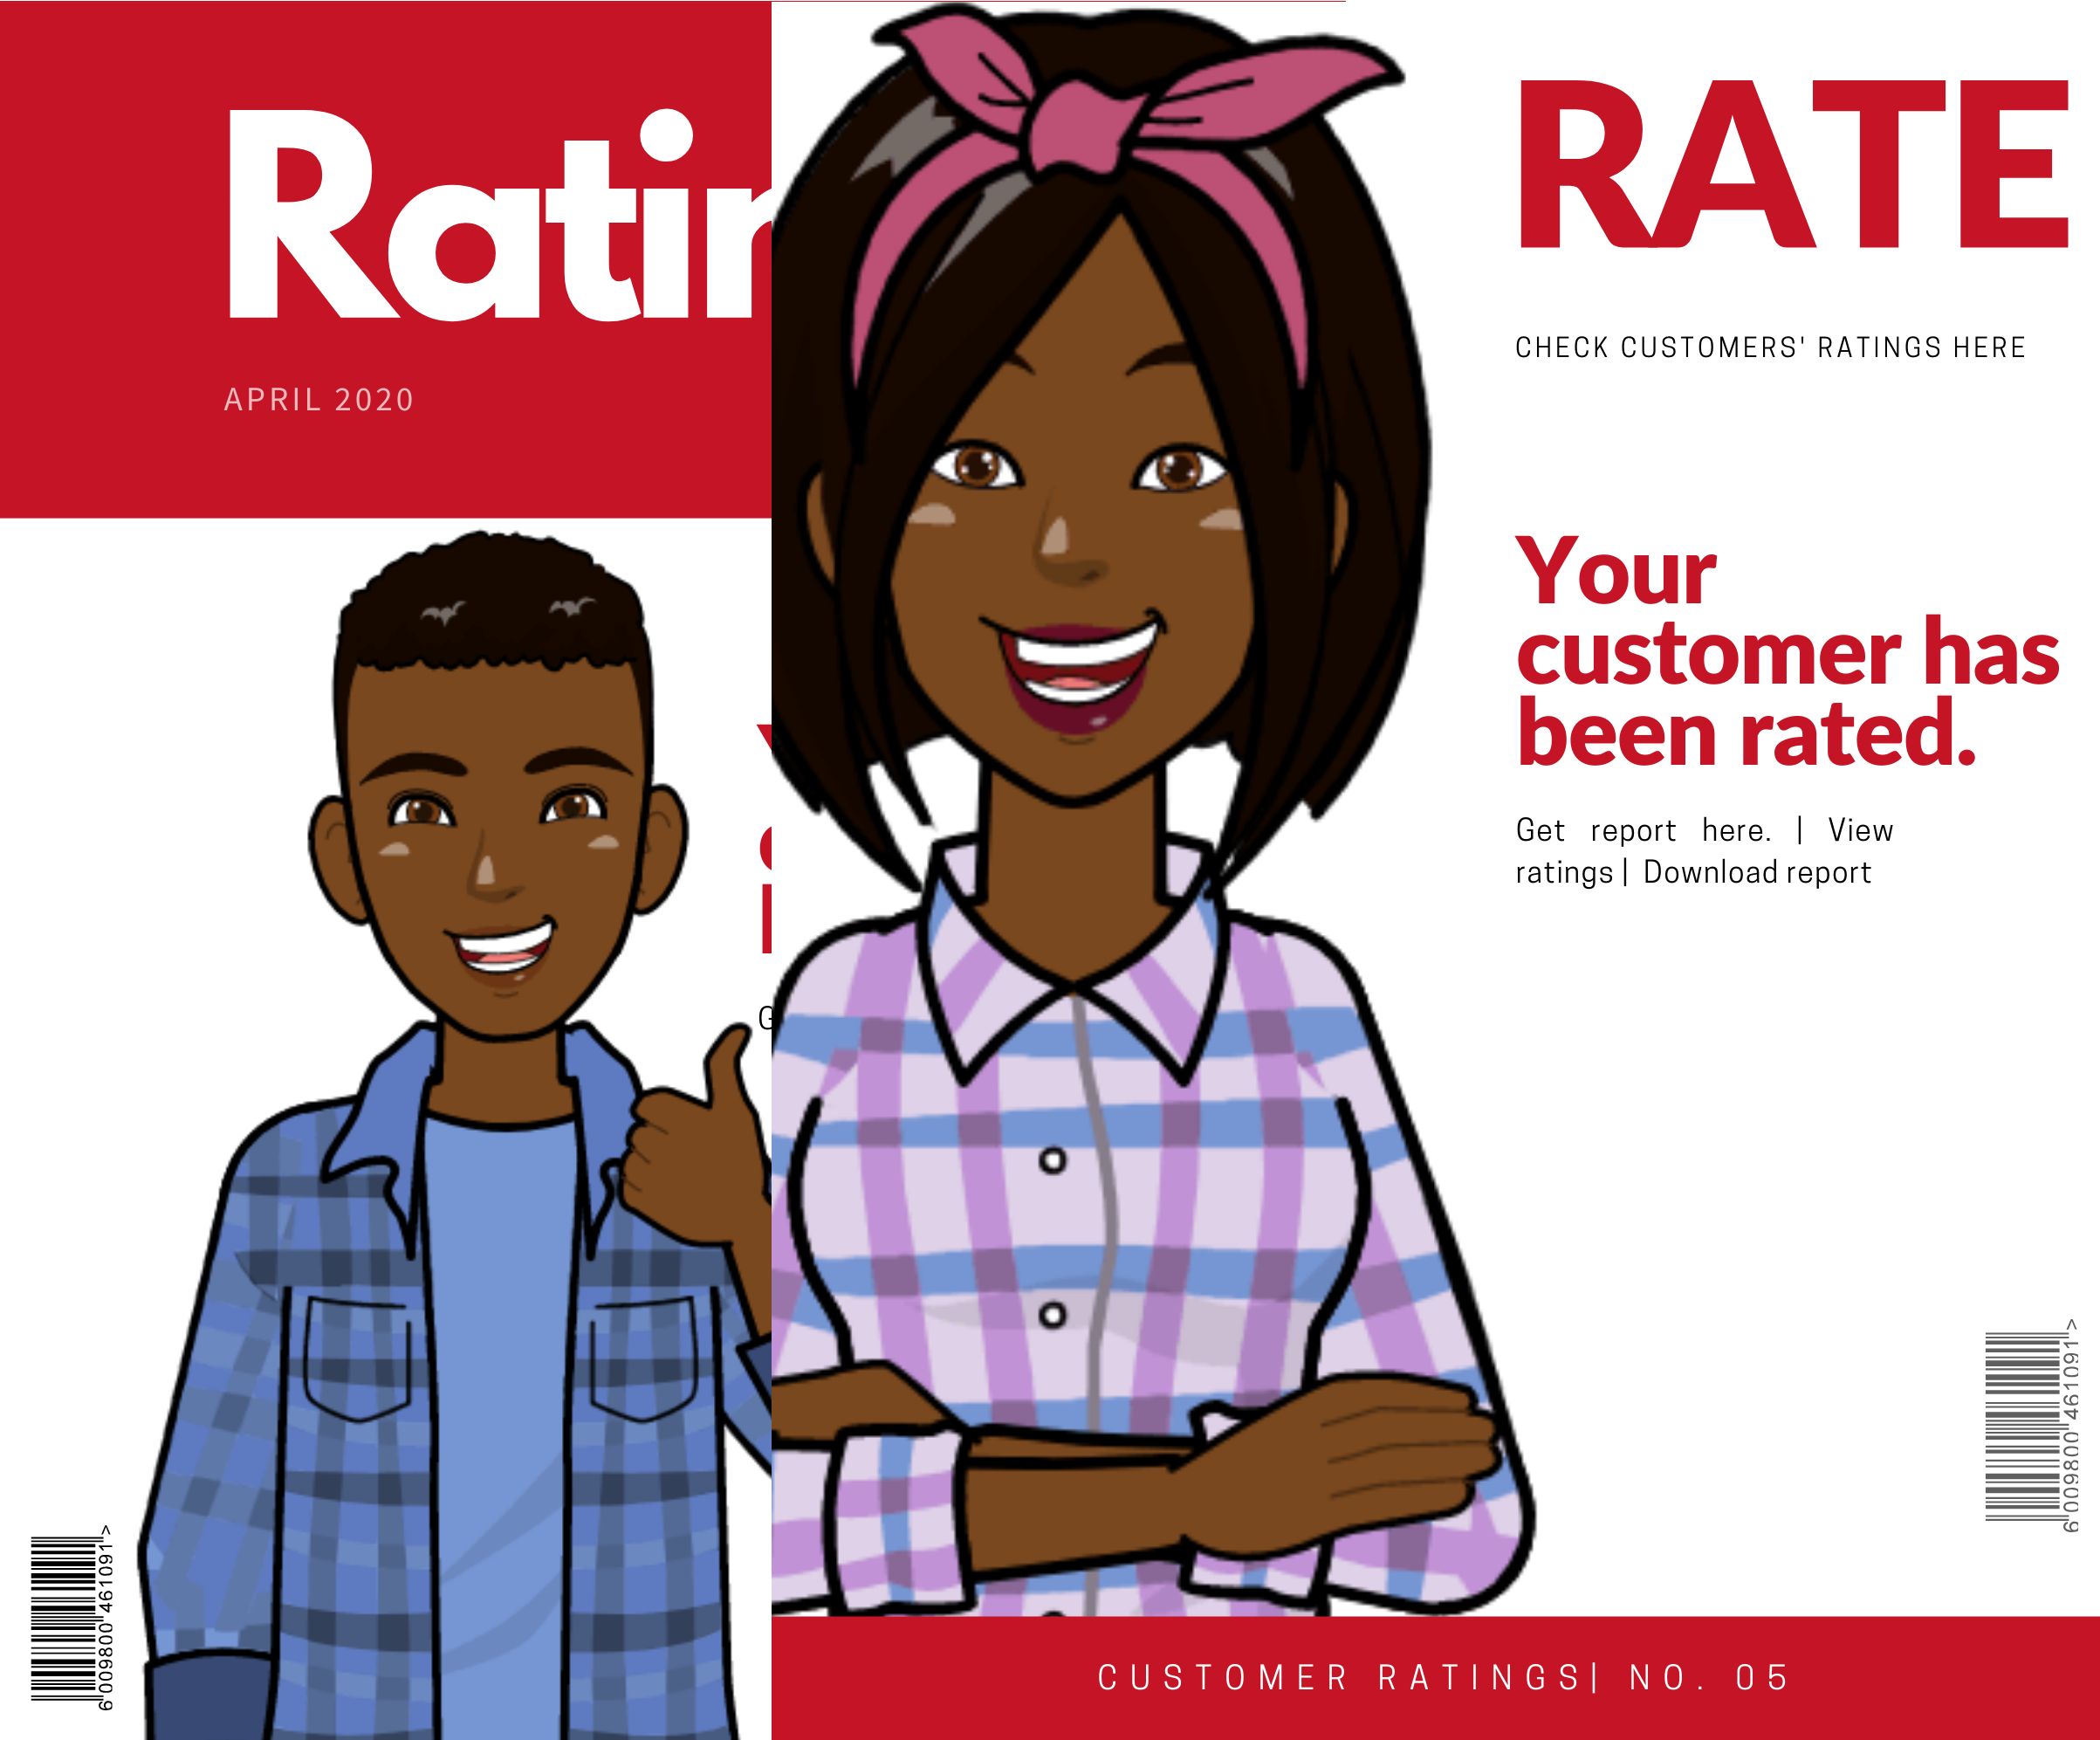 Ratin
APRIL 2020
6 009800 461091 >
RATE
CHECK CUSTOMERS' RATINGS HERE
Your
customer has
been rated.
Get report here. | View
ratings| Download report
6 009800 461091 >
CUSTOMER RATINGS| NO. 05